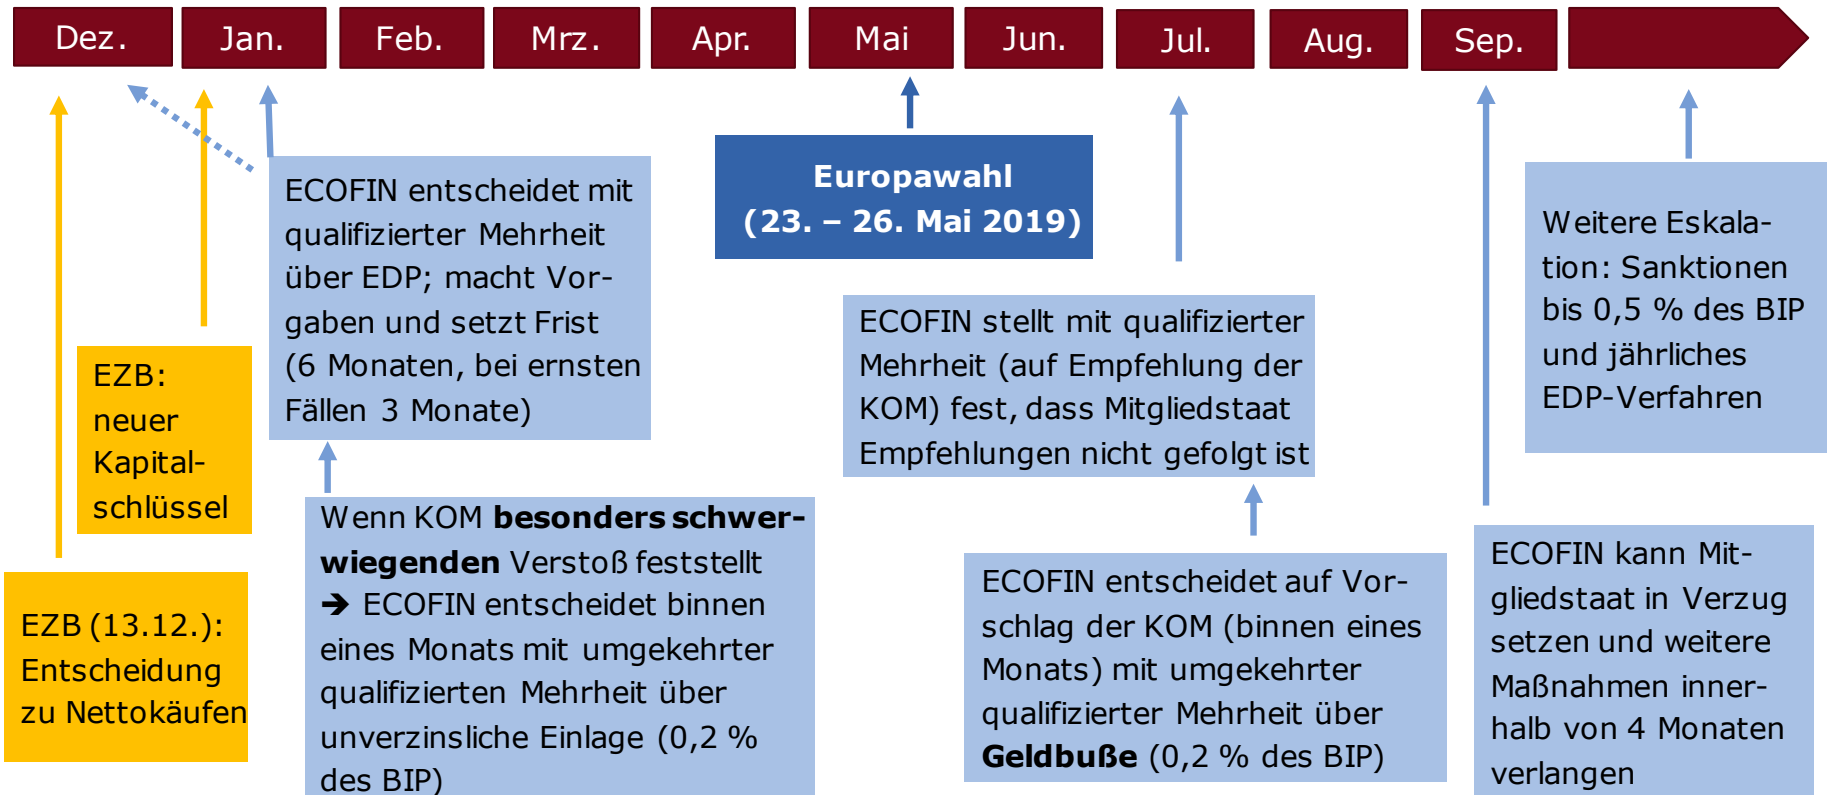 Dez.
Jan.
Feb.
Mrz.
Apr.
Mai
Jun.
Jul.
Aug.
Sep.
EZB (13.12.):
Entscheidung
zu Nettokäufen
EZB:
neuer
Kapital-
schlüssel
ECOFIN entscheidet mit
qualifizierter Mehrheit
über EDP; macht Vor-
gaben und setzt Frist
(6 Monaten, bei ernsten
Fällen 3 Monate)
Wenn KOM besonders schwer-
wiegenden Verstoß feststellt
➔ ECOFIN entscheidet binnen
eines Monats mit umgekehrter
qualifizierten Mehrheit über
unverzinsliche Einlage (0,2 %
des BIP)
Europawahl
(23. – 26. Mai 2019)
ECOFIN stellt mit qualifizierter
Mehrheit (auf Empfehlung der
KOM) fest, dass Mitgliedstaat
Empfehlungen nicht gefolgt ist
ECOFIN entscheidet auf Vor-
schlag der KOM (binnen eines
Monats) mit umgekehrter
qualifizierter Mehrheit über
Geldbuße (0,2 % des BIP)
ECOFIN kann Mit-
gliedstaat in Verzug
setzen und weitere
Maßnahmen inner-
halb von 4 Monaten
verlangen
Weitere Eskala-
tion: Sanktionen
bis 0,5 % des BIP
und jährliches
EDP-Verfahren